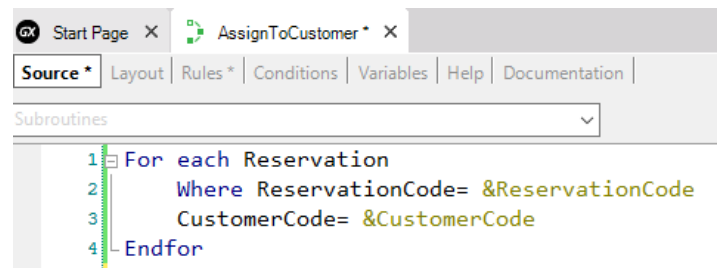 GX Start Page X AssignToCustomer * X
Source * Layout Rules * Conditions Variables Help Documentation
Subroutines
1 For each Reservation
2 Where ReservationCode= &ReservationCode
3 CustomerCode= &CustomerCode
4 Endfor